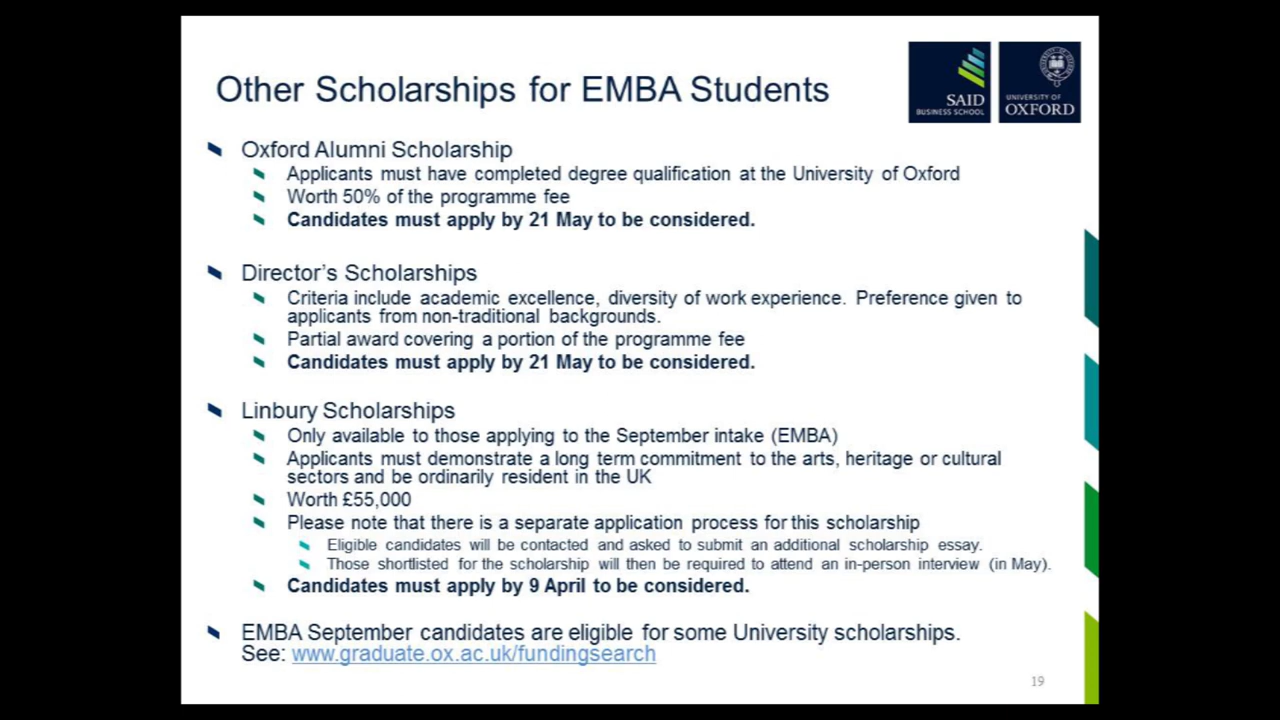 Other Scholarships for EMBA Students
SAID
BUSINESS SCHOOL
UNIVERSITY OF
OXFORD
Oxford Alumni Scholarship
Applicants must have completed degree qualification at the University of Oxford
Worth 50% of the programme fee
Candidates must apply by 21 May to be considered.
Director's Scholarships
Criteria include academic excellence, diversity of work experience. Preference given to
applicants from non-traditional backgrounds.
Partial award covering a portion of the programme fee
Candidates must apply by 21 May to be considered.
Linbury Scholarships
Only available to those applying to the September intake (EMBA)
Applicants must demonstrate a long term commitment to the arts, heritage or cultural
sectors and be ordinarily resident in the UK
Worth £55,000
Please note that there is a separate application process for this scholarship
Eligible candidates will be contacted and asked to submit an additional scholarship essay.
Those shortlisted for the scholarship will then be required to attend an in-person interview (in May).
Candidates must apply by 9 April to be considered.
EMBA September candidates are eligible for some University scholarships.
See: www.graduate.ox.ac.uk/fundingsearch
19